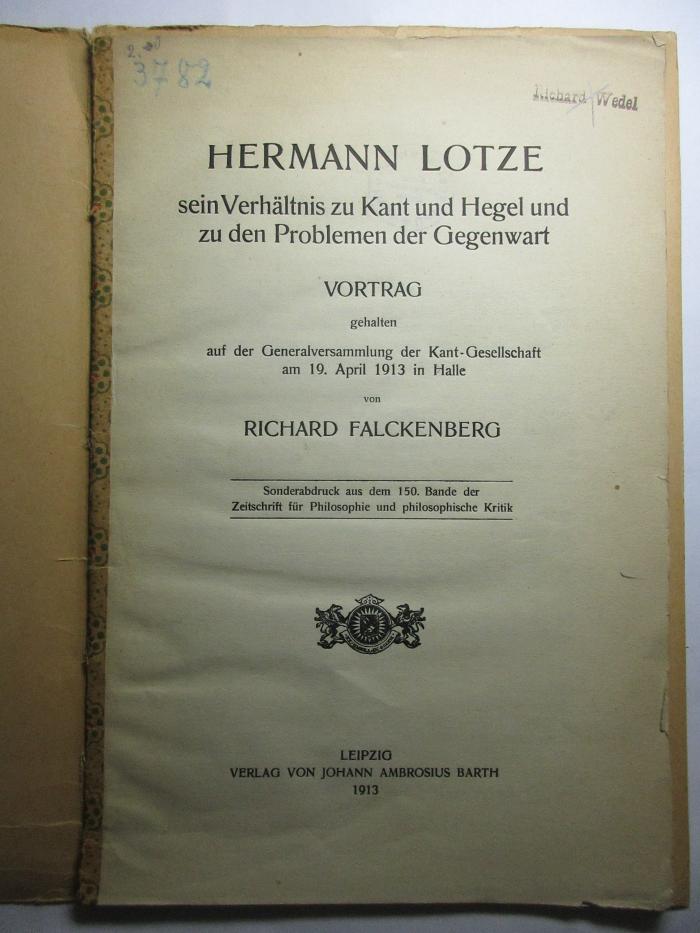 3782
Richard Wedel
HERMANN LOTZE
sein Verhältnis zu Kant und Hegel und
zu den Problemen der Gegenwart
VORTRAG
gehalten
auf der Generalversammlung der Kant-Gesellschaft
am 19. April 1913 in Halle
von
RICHARD FALCKENBERG
Sonderabdruck aus dem 150. Bande der
Zeitschrift für Philosophie und philosophische Kritik
LEIPZIG
VERLAG VON JOHANN AMBROSIUS BARTH
1913